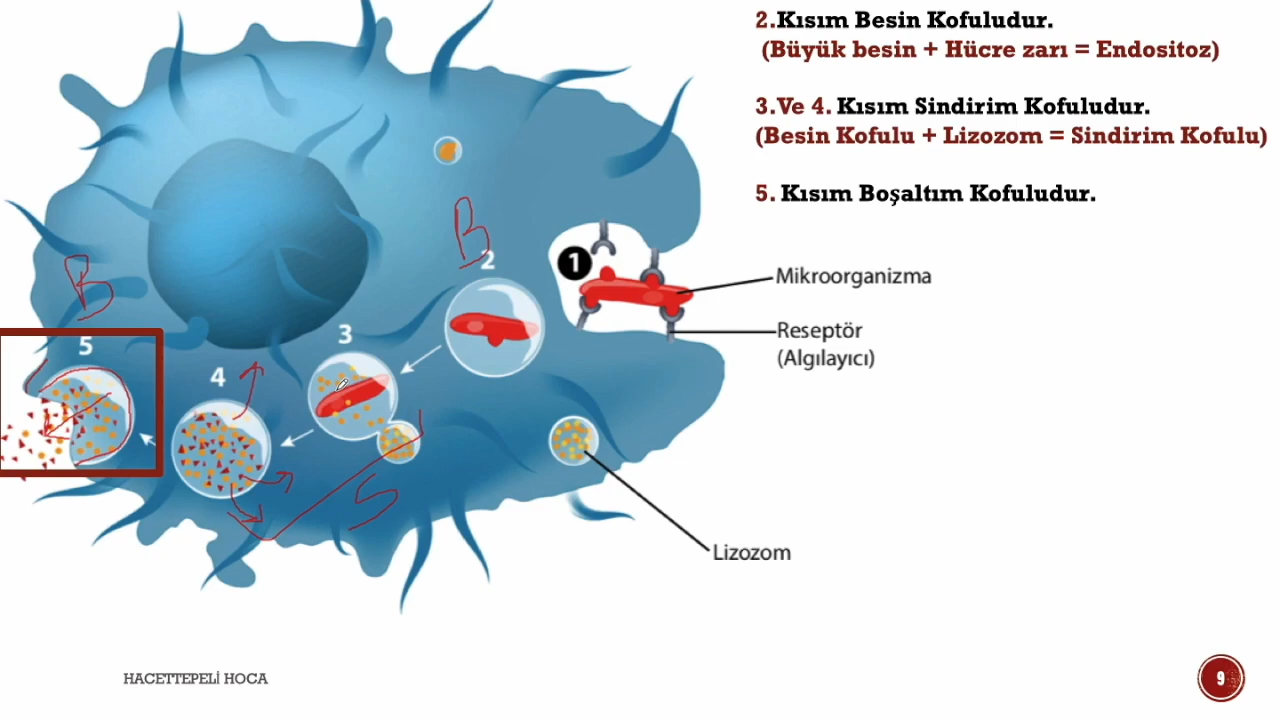 2.Kısım Besin Kofuludur.
(Büyük besin + Hücre zarı = Endositoz)
3.Ve 4. Kısım Sindirim Kofuludur.
(Besin Kofulu + Lizozom = Sindirim Kofulu)
5. Kısım Boşaltım Kofuludur.
B
2
1
Mikroorganizma
B
Reseptör
(Algılayıcı)
5
3
4
S
Lizozom
HACETTEPELİ HOCA
9